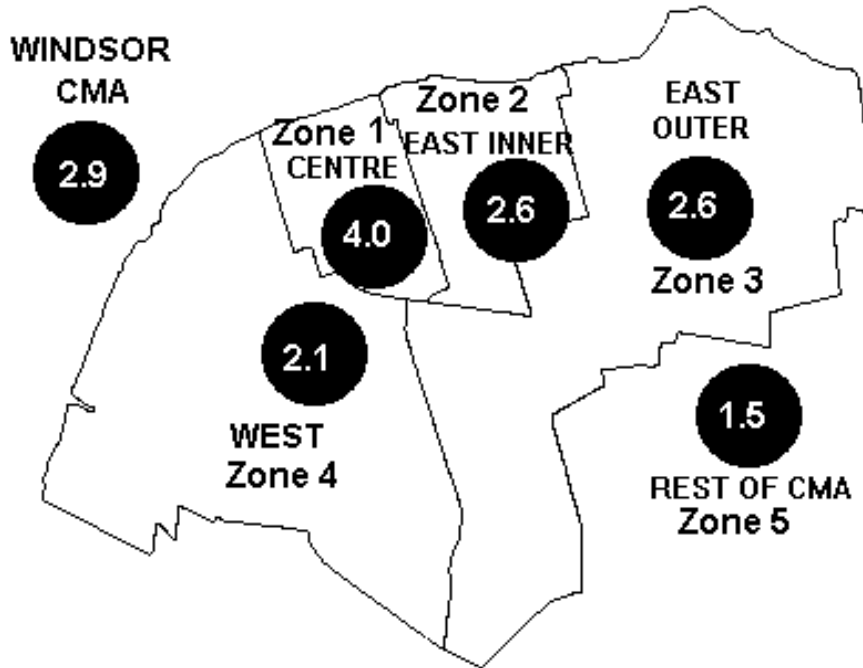 WINDSOR
CMA
2.9
Zone 1
CENTRE
4.0
Zone 2
EAST INNER
2.6
EAST
OUTER
2.6
Zone 3
2.1
WEST
Zone 4
1.5
REST OF CMA
Zone 5